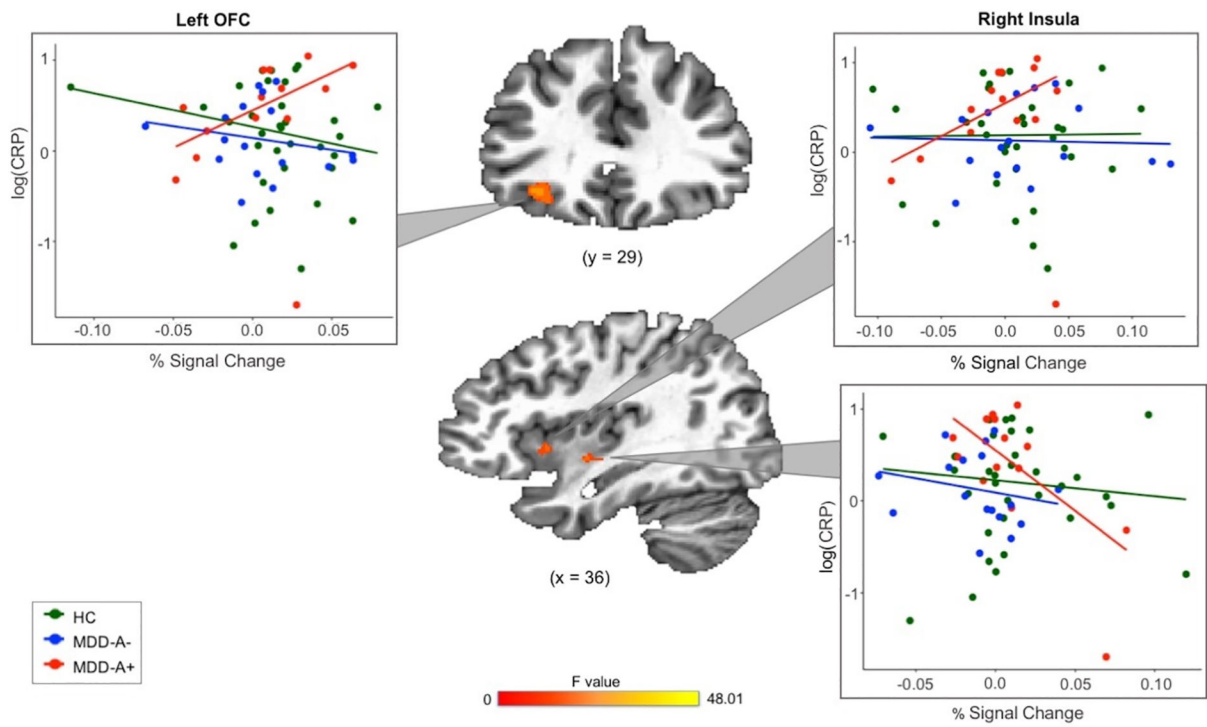 Left OFC
log(CRP)
1
0
-1
-0.10
-0.05
0.0
0.05
% Signal Change
(y = 29)
Right Insula
log(CRP)
1
0
-1
-0.10
-0.05
0.0
0.05
0.10
% Signal Change
(x = 36)
log(CRP)
1
0
-1
-0.05
0.0
0.05
0.10
% Signal Change
HC
MDD-A-
MDD-A+
F value
0
48.01